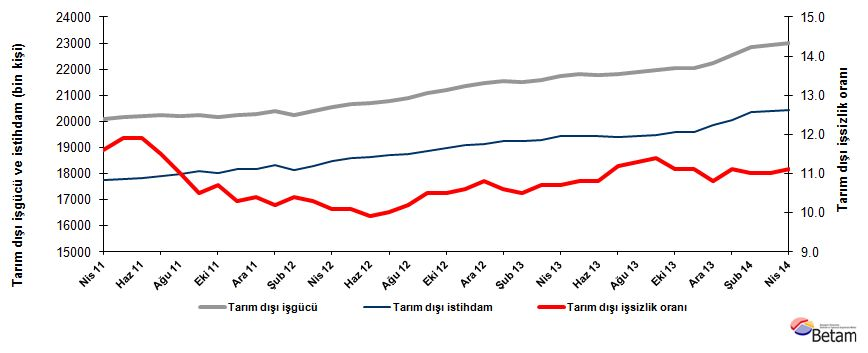 24000
23000
22000
21000
20000
19000
18000
17000
16000
15000
Tarım dışı işgücü ve istihdam (bin kişi)
15.0
14.0
13.0
12.0
11.0
10.0
9.0
Tarım dışı işsizlik oranı
Nis 11
Haz 11
Ağu 11
Eki 11
Ara 11
Şub 12
Nis 12
Haz 12
Ağu 12
Eki 12
Ara 12
Şub 13
Nis 13
Haz 13
Ağu 13
Eki 13
Ara 13
Şub 14
Nis 14
Tarım dışı işgücü
Tarım dışı istihdam
Tarım dışı işsizlik oranı
Betam